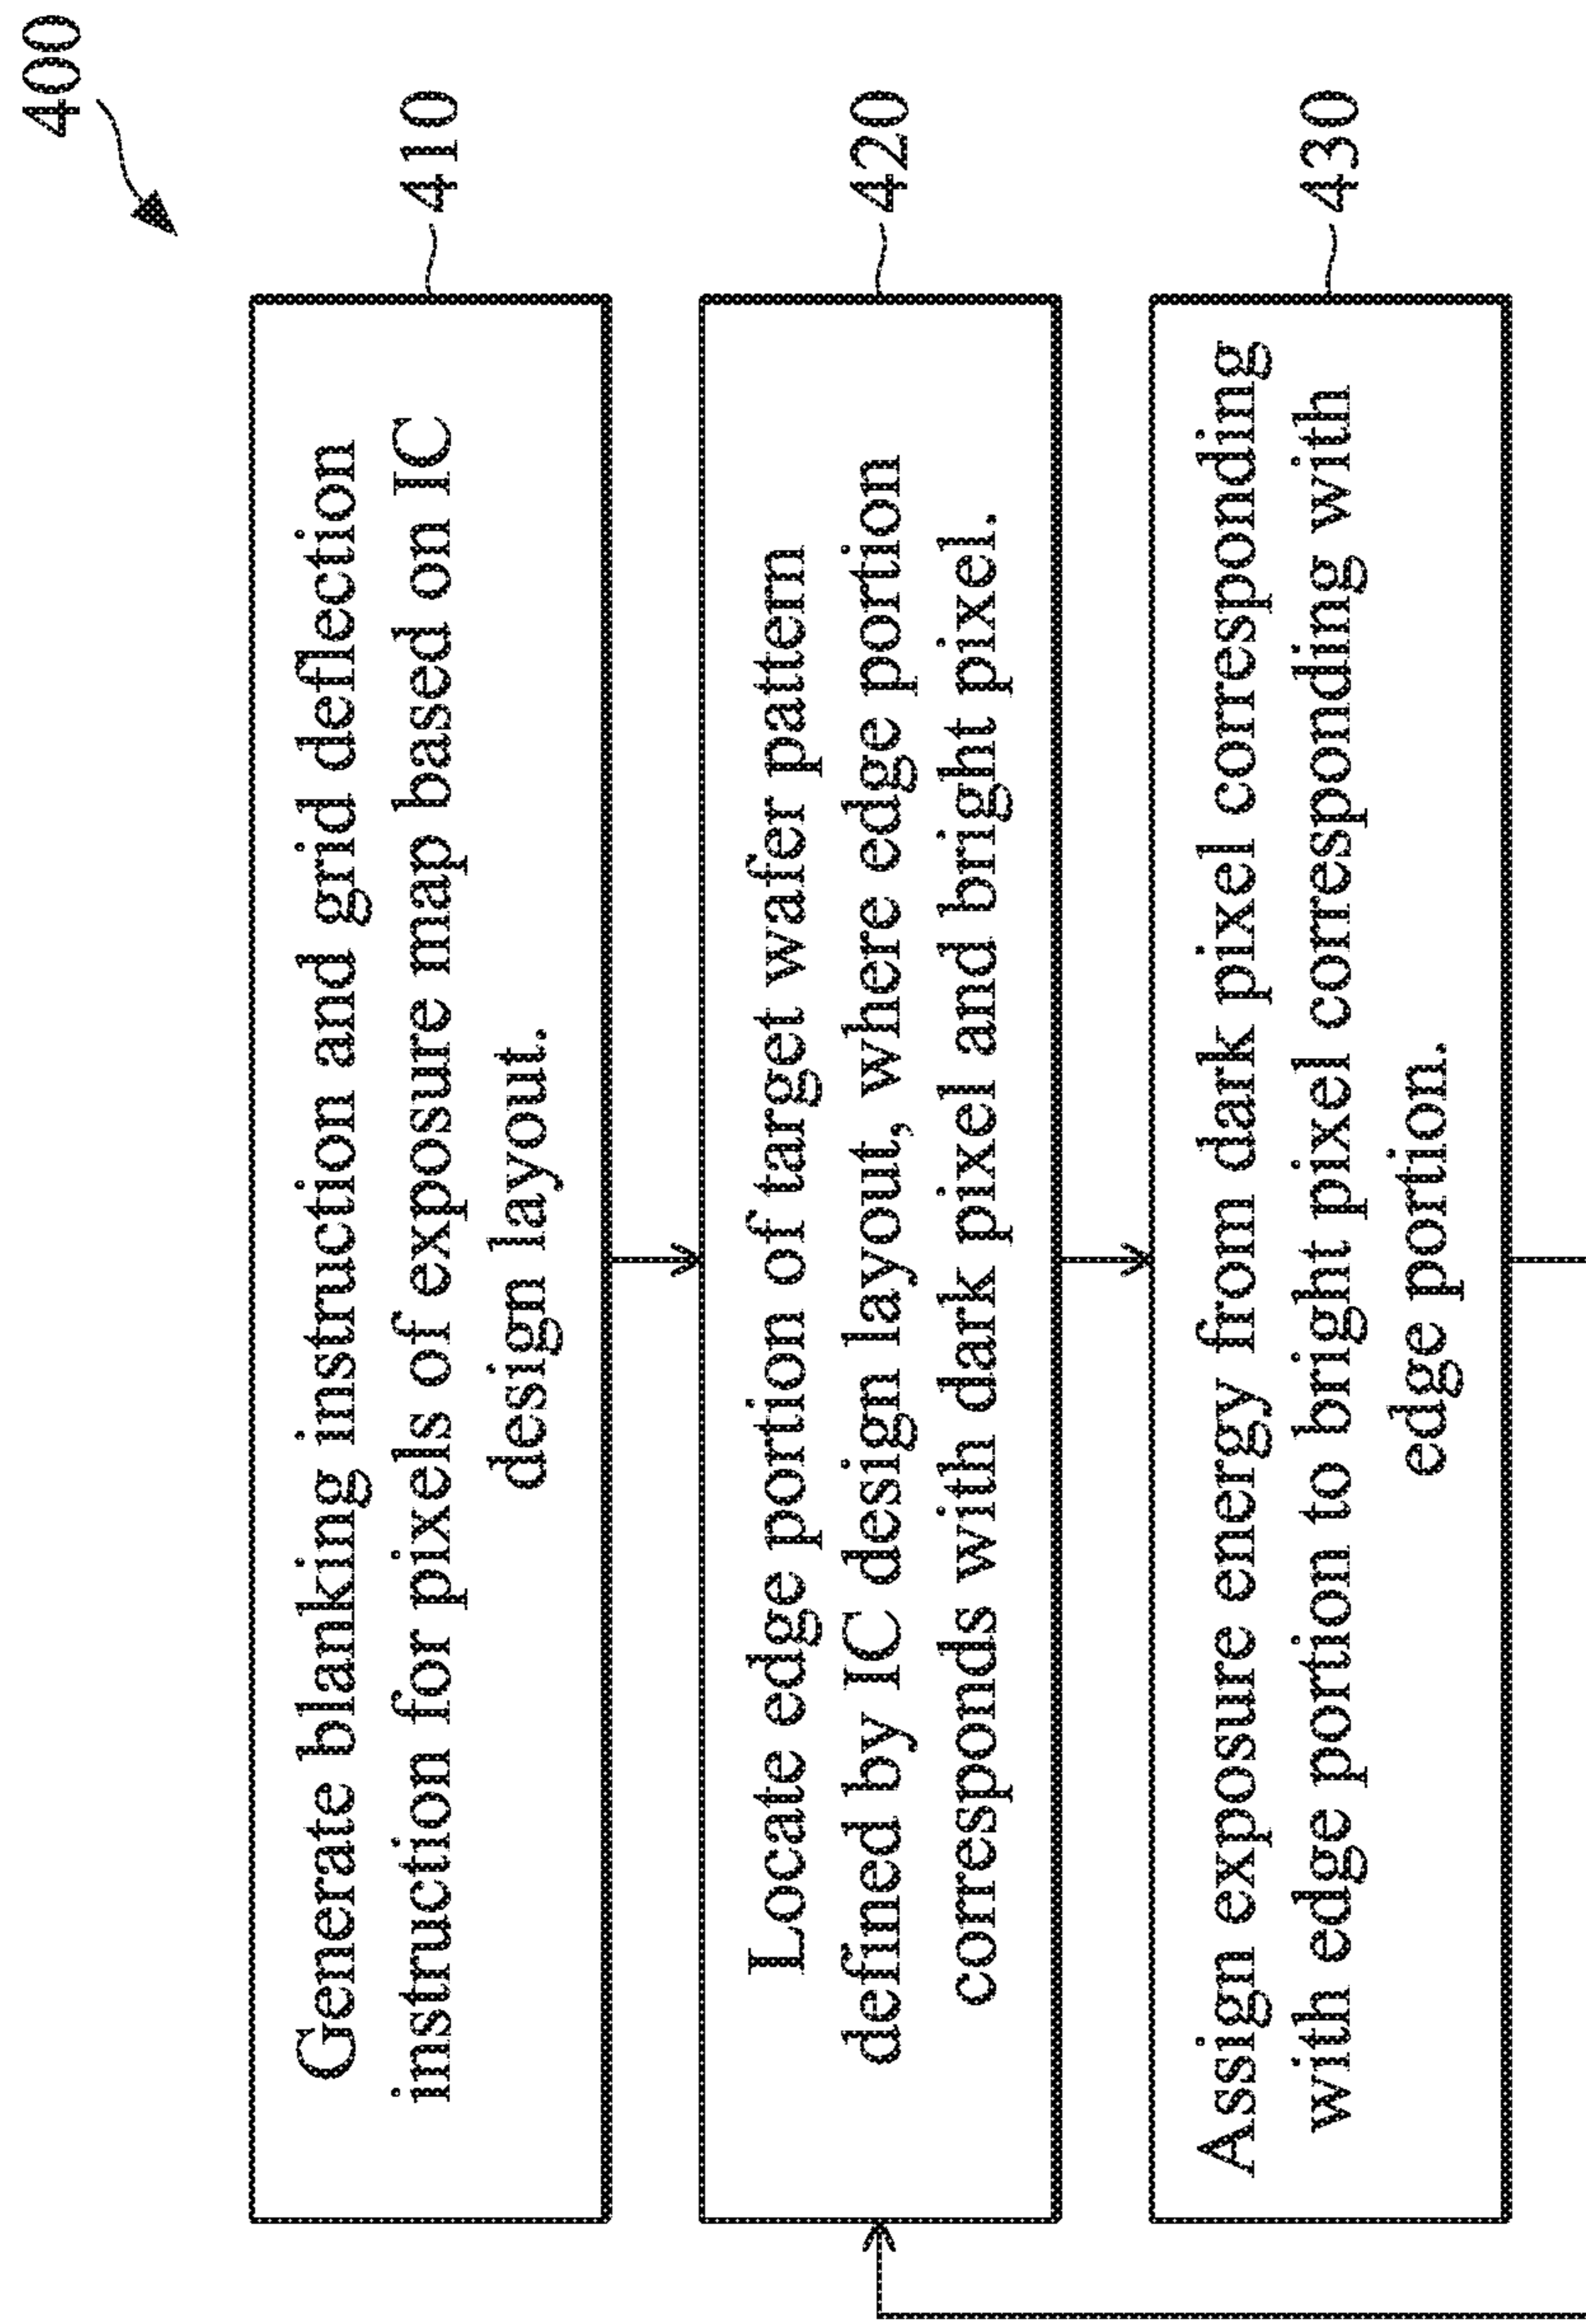 400
Generate blanking instruction and grid deflection
instruction for pixels of exposure map based on IC
design layout.
410
Locate edge portion of target wafer pattern
defined by IC design layout, where edge portion
corresponds with dark pixel and bright pixel.
420
Assign exposure energy from dark pixel corresponding
with edge portion to bright pixel corresponding with
edge portion.
430